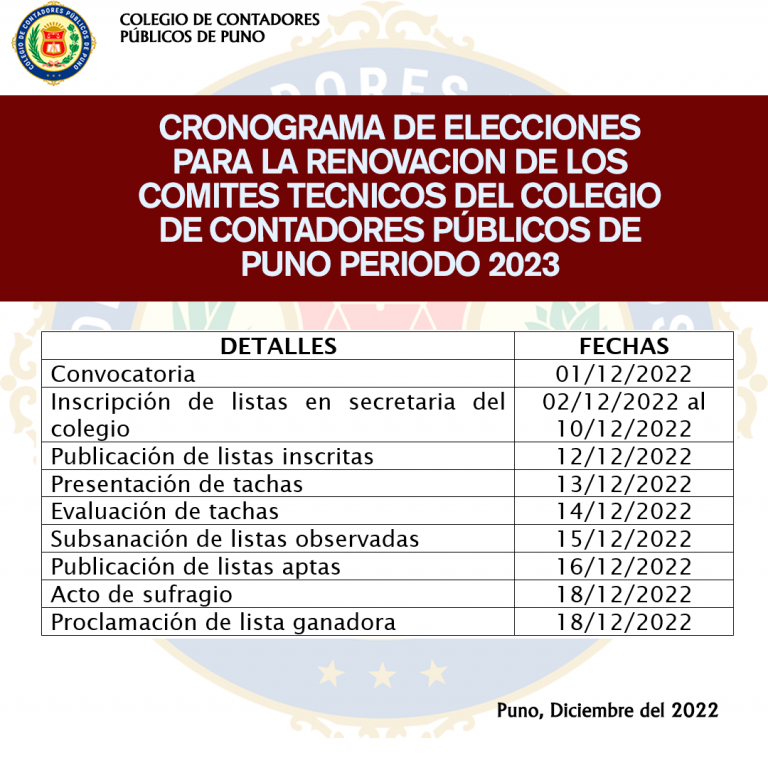 COLEGIO DE CONTADORES PÚBLICOS DE PUNO
COLEGIO DE CONTADORES
PÚBLICOS DE PUNO
CRONOGRAMA DE ELECCIONES
PARA LA RENOVACION DE LOS
COMITES TECNICOS DEL COLEGIO
DE CONTADORES PÚBLICOS DE
PUNO PERIODO 2023
DETALLES FECHAS
Convocatoria 01/12/2022
Inscripción de listas en secretaria del 02/12/2022 al
colegio 10/12/2022
Publicación de listas inscritas 12/12/2022
Presentación de tachas 13/12/2022
Evaluación de tachas 14/12/2022
Subsanación de listas observadas 15/12/2022
Publicación de listas aptas 16/12/2022
Acto de sufragio 18/12/2022
Proclamación de lista ganadora 18/12/2022
Puno, Diciembre del 2022